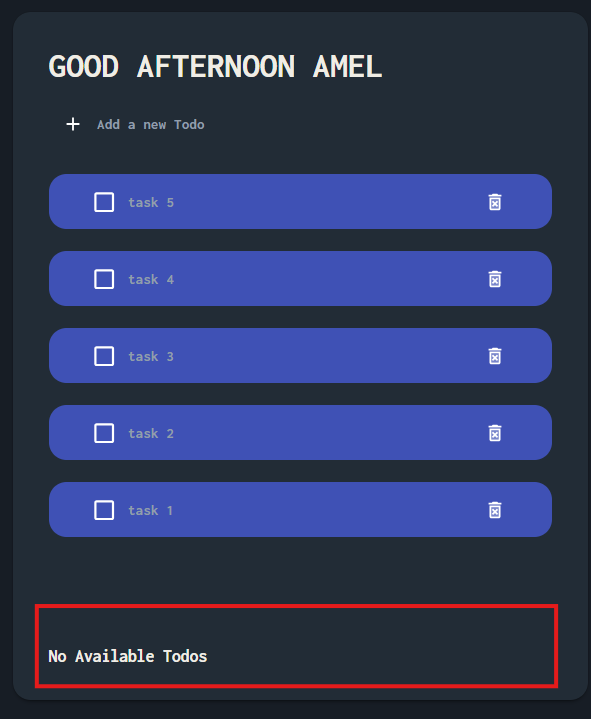 GOOD AFTERNOON AMEL
Add a new Todo
task 5
task 4
task 3
task 2
task 1
No Available Todos